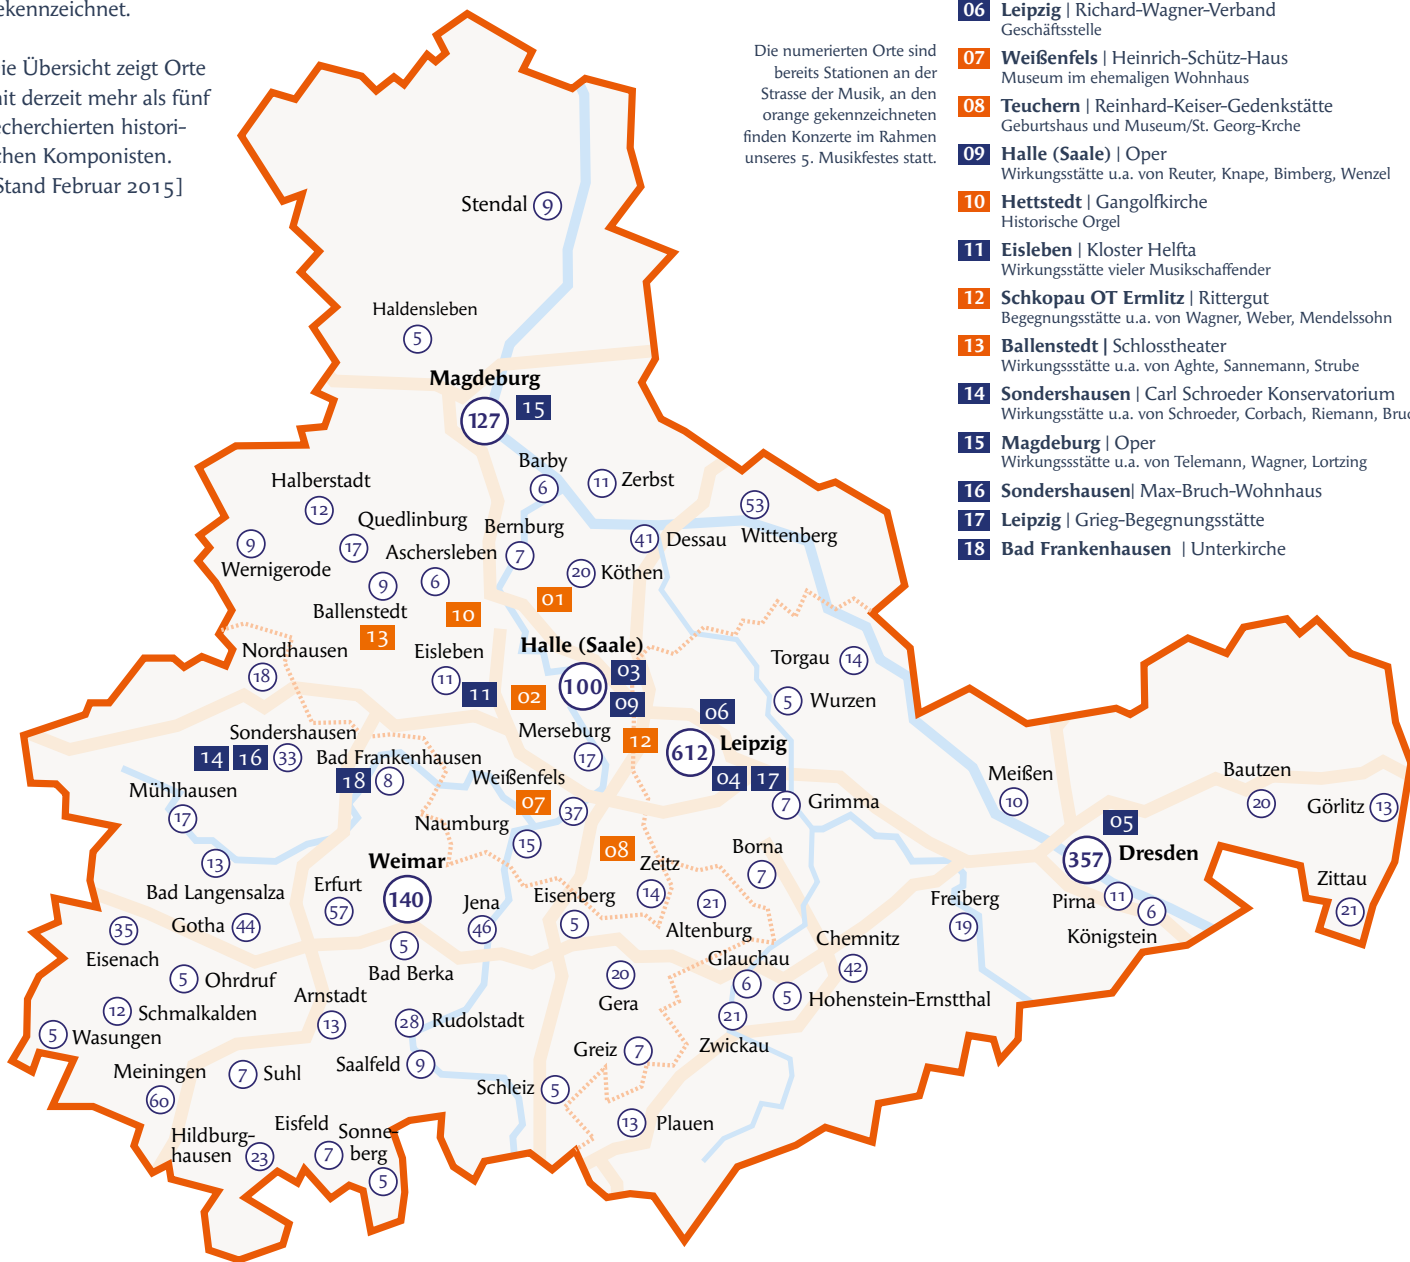 ekennzeichnet.
ie Übersicht zeigt Orte
nit derzeit mehr als fünf
echerchierten histori-
chen Komponisten.
Stand Februar 2015]
Die numerierten Orte sind
bereits Stationen an der
Strasse der Musik, an den
orange gekennzeichneten
finden Konzerte im Rahmen
unseres 5. Musikfestes statt.
06 Leipzig | Richard-Wagner-Verband
Geschäftsstelle
07 Weißenfels | Heinrich-Schütz-Haus
Museum im ehemaligen Wohnhaus
08 Teuchern | Reinhard-Keiser-Gedenkstätte
Geburtshaus und Museum/St. Georg-Krche
09 Halle (Saale) | Oper
Wirkungsstätte u.a. von Reuter, Knape, Bimberg, Wenzel
10 Hettstedt | Gangolfkirche
Historische Orgel
11 Eisleben | Kloster Helfta
Wirkungsstätte vieler Musikschaffender
12 Schkopau OT Ermlitz | Rittergut
Begegnungsstätte u.a. von Wagner, Weber, Mendelssohn
13 Ballenstedt | Schlosstheater
Wirkungssstätte u.a. von Aghte, Sannemann, Strube
14 Sondershausen | Carl Schroeder Konservatorium
Wirkungsstätte u.a. von Schroeder, Corbach, Riemann, Bruc
15 Magdeburg | Oper
Wirkungssstätte u.a. von Telemann, Wagner, Lortzing
16 Sondershausen| Max-Bruch-Wohnhaus
17 Leipzig | Grieg-Begegnungsstätte
18 Bad Frankenhausen | Unterkirche
Stendal 9
Haldensleben
5
Magdeburg
127 15
Barby
6
11 Zerbst
Halberstadt
12
53
Wittenberg
Quedlinburg
17
Bernburg
7
9
Wernigerode
Aschersleben
6
41 Dessau
20 Köthen
9
Ballenstedt
13
10
01
Nordhausen
18
Eisleben
11 11
02
Halle (Saale)
100 03
09
Torgau 14
5 Wurzen
06
Merseburg
17
12
612 Leipzig
04 17
Sondershausen
14 16 33
Bad Frankenhausen
18 8
Weißenfels
07
37
7 Grimma
Meißen
10
Bautzen
20
Görlitz 13
Mühlhausen
17
Naumburg
15
08
05
357 Dresden
13
Bad Langensalza
Weimar
140
Zeitz
14
Borna
7
Zittau
21
Erfurt
57
Jena
46
Eisenberg
5
21
Altenburg
Freiberg
19
Pirna 11
6
Königstein
35
Eisenach
Gotha 44
5
Bad Berka
Chemnitz
42
Glauchau
6
5 Ohrdruf
20
Gera
5 Hohenstein-Ernstthal
12 Schmalkalden
Arnstadt
13
28 Rudolstadt
21
Zwickau
5 Wasungen
Greiz 7
Meiningen
60
7 Suhl
Saalfeld 9
Schleiz 5
13 Plauen
Hildburg-
hausen 23
Eisfeld
7
Sonne-
berg
5